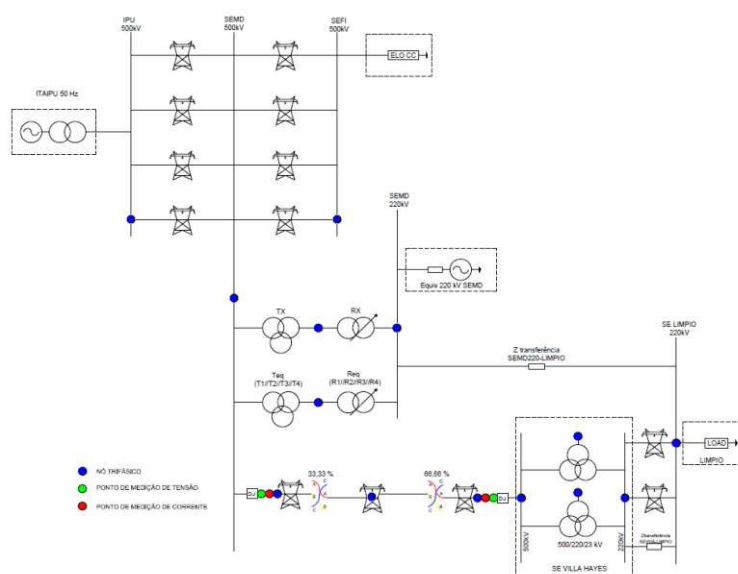 IPU
500kV
SEMD
500kV
SEFI
500kV
ELO CC
ITAIPU 50 Hz
SEMD
220kV
Equiv 220 kV SEMD
TX
RX
SE LIMPIO
220kV
Z transferência
SEMD220-LIMPIO
Teq
(T1//T2//T3//T4)
Req
(R1//R2//R3//R4)
LOAD
LIMPIO
33,33 %
66,66 %
NÓ TRIFÁSICO
PONTO DE MEDIÇÃO DE TENSÃO
PONTO DE MEDIÇÃO DE CORRENTE
DJ
DJ
500kV
500/220/23 kV
220kV
Ztransferência
SE VILLA HAYES